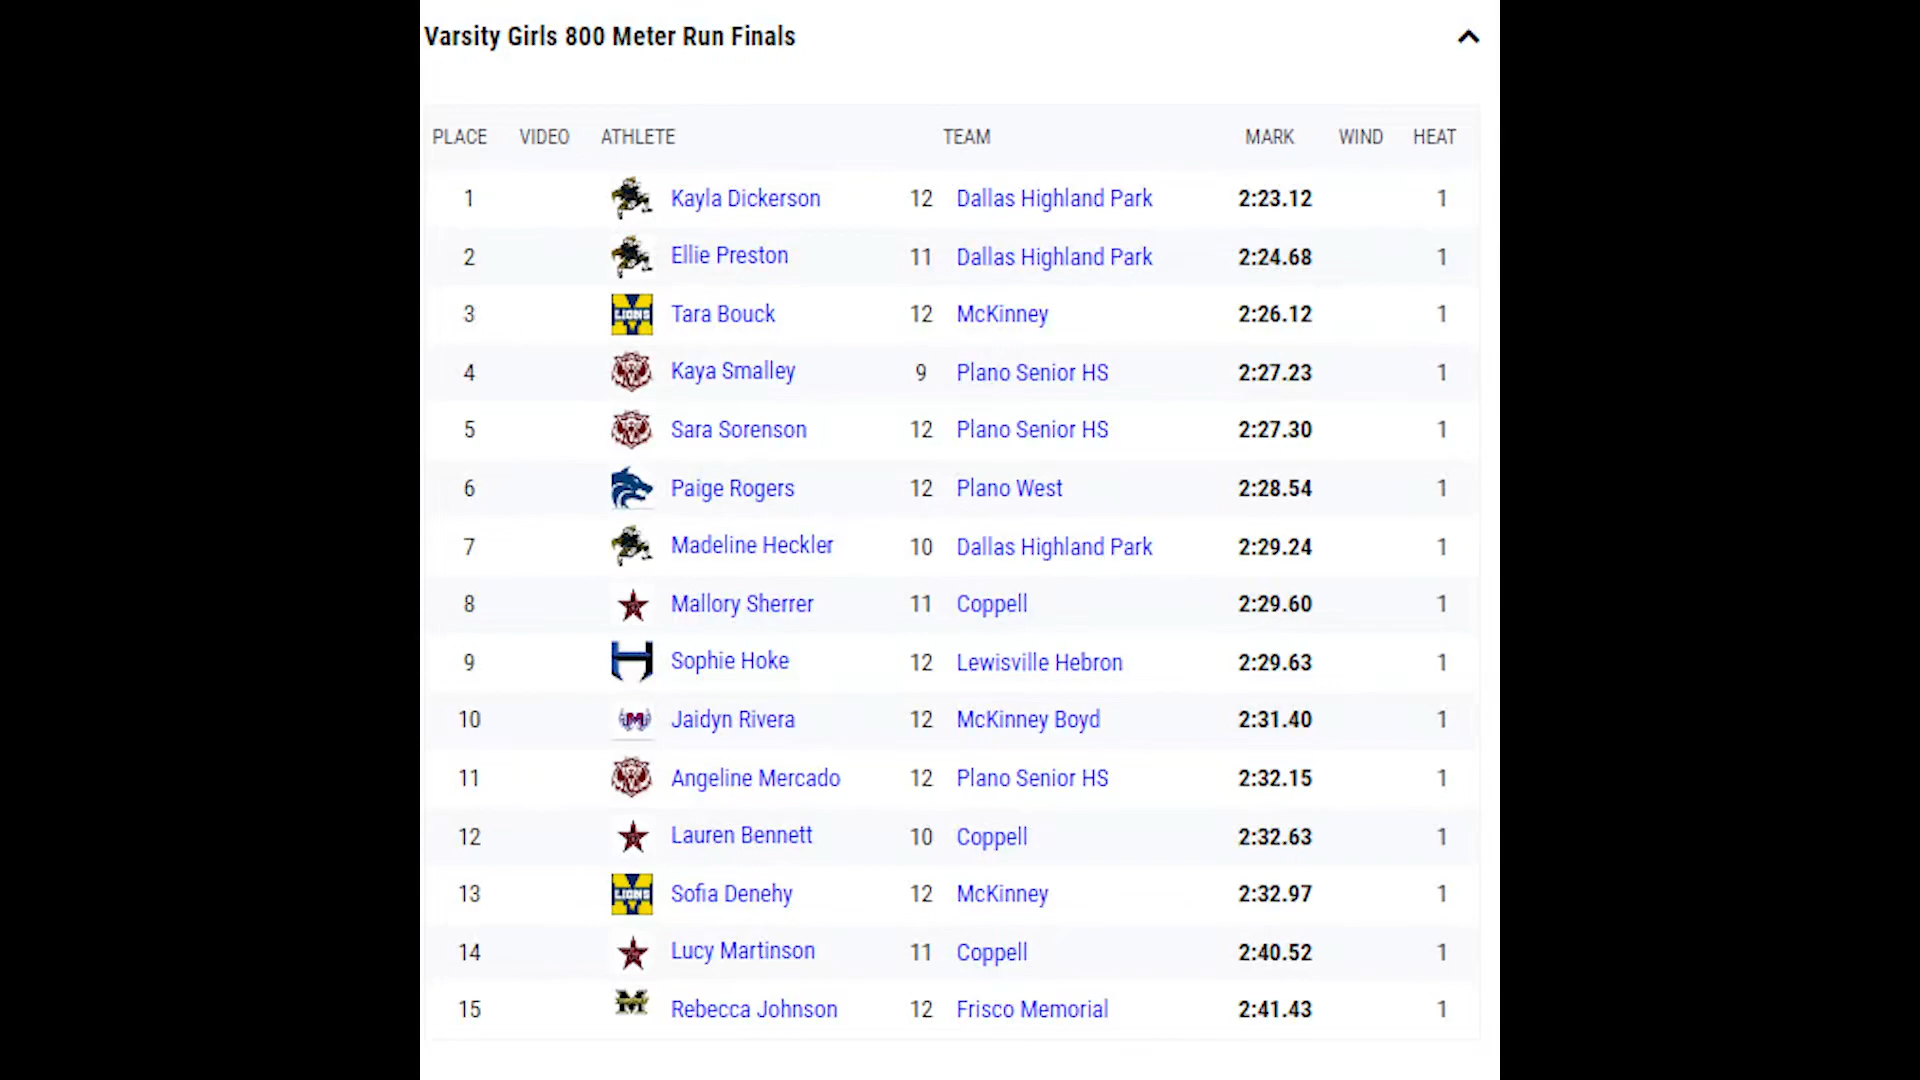 Varsity Girls 800 Meter Run Finals
PLACE VIDEO ATHLETE TEAM MARK WIND HEAT
1 Kayla Dickerson 12 Dallas Highland Park 2:23.12 1
2 Ellie Preston 11 Dallas Highland Park 2:24.68 1
3 LIONS Tara Bouck 12 McKinney 2:26.12 1
4 Kaya Smalley 9 Plano Senior HS 2:27.23 1
5 Sara Sorenson 12 Plano Senior HS 2:27.30 1
6 Paige Rogers 12 Plano West 2:28.54 1
7 Madeline Heckler 10 Dallas Highland Park 2:29.24 1
8 Mallory Sherrer 11 Coppell 2:29.60 1
9 H Sophie Hoke 12 Lewisville Hebron 2:29.63 1
10 M Jaidyn Rivera 12 McKinney Boyd 2:31.40 1
11 Angeline Mercado 12 Plano Senior HS 2:32.15 1
12 Lauren Bennett 10 Coppell 2:32.63 1
13 LIONS Sofia Denehy 12 McKinney 2:32.97 1
14 Lucy Martinson 11 Coppell 2:40.52 1
15 M Rebecca Johnson 12 Frisco Memorial 2:41.43 1